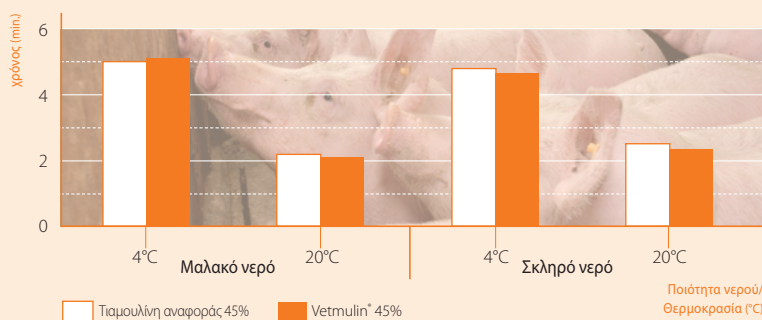 χρόνος (min.)
6
4
2
0
4°C
20°C
4°C
20°C
Μαλακό νερό
Σκληρό νερό
Ποιότητα νερού/
Θερμοκρασία (°C)
Τιαμουλίνη αναφοράς 45%
Vetmulin® 45%